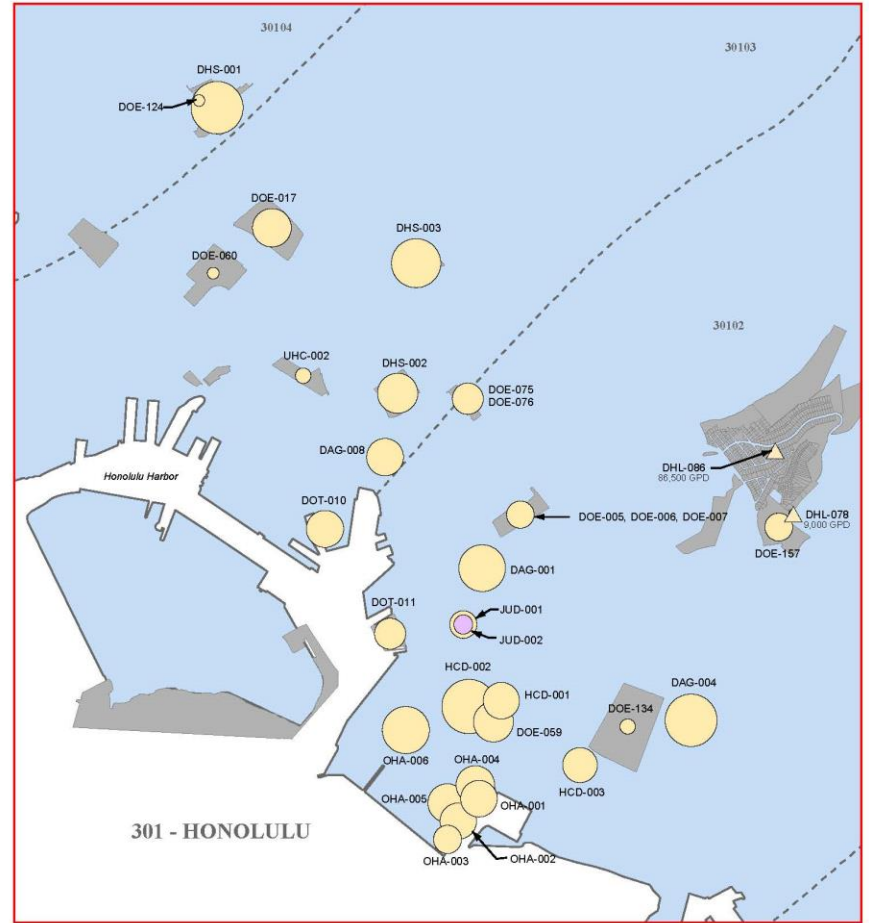 30104
30103
DHS-001
DOE-124
DOE-017
DHS-003
DOE-060
30102
UHC-002
DHS-002
DOE-075
DOE-076
DAG-008
DHL-086
86,500 GPD
Honolulu Harbor
DOT-010
DOE-005, DOE-006, DOE-007
DHL-078
9,000 GPD
DOE-157
DAG-001
DOT-011
JUD-001
JUD-002
HCD-002
HCD-001
DAG-004
DOE-134
DOE-059
OHA-006
OHA-004
HCD-003
OHA-005
OHA-001
301 - HONOLULU
OHA-003
OHA-002